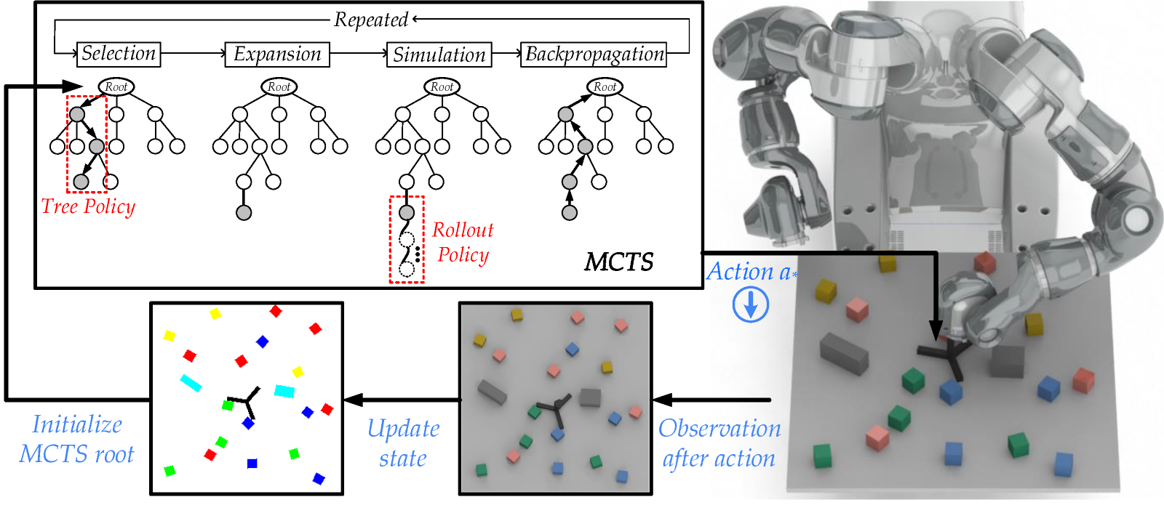 Repeated
Selection
Expansion
Simulation
Backpropagation
Root
Root
Root
Root
Tree Policy
Rollout
Policy
MCTS
Action a*
Initialize
MCTS root
Update
state
Observation
after action